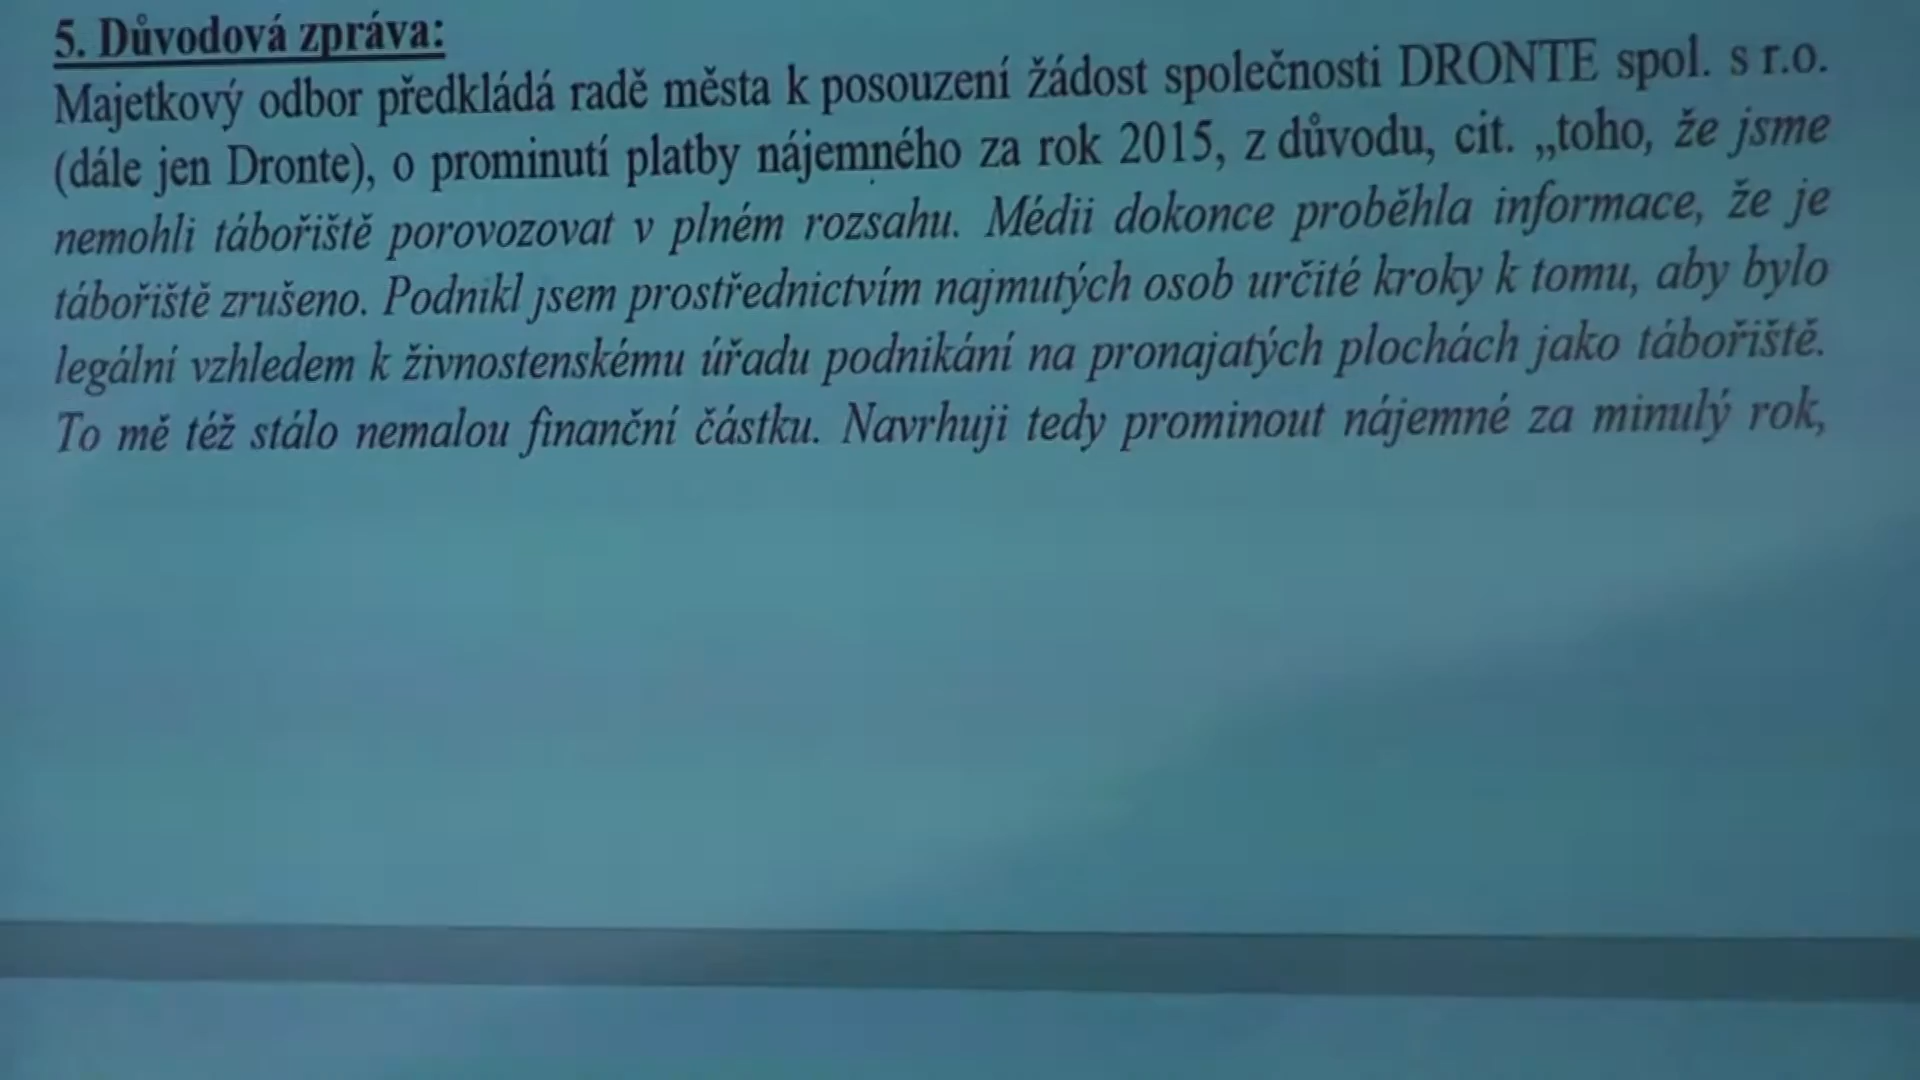 5. Důvodová zpráva:
Majetkový odbor předkládá radě města k posouzení žádost společnosti DRONTE spol. s r.o.
(dále jen Dronte), o prominutí platby nájemného za rok 2015, z důvodu, cit. „toho, že jsme
nemohli tábořiště porovozovat v plném rozsahu. Médii dokonce proběhla informace, že je
tábořiště zrušeno. Podnikl jsem prostřednictvím najmutých osob určité kroky k tomu, aby bylo
legální vzhledem k živnostenskému úřadu podnikání na pronajatých plochách jako tábořiště.
To mě též stálo nemalou finanční částku. Navrhuji tedy prominout nájemné za minulý rok,